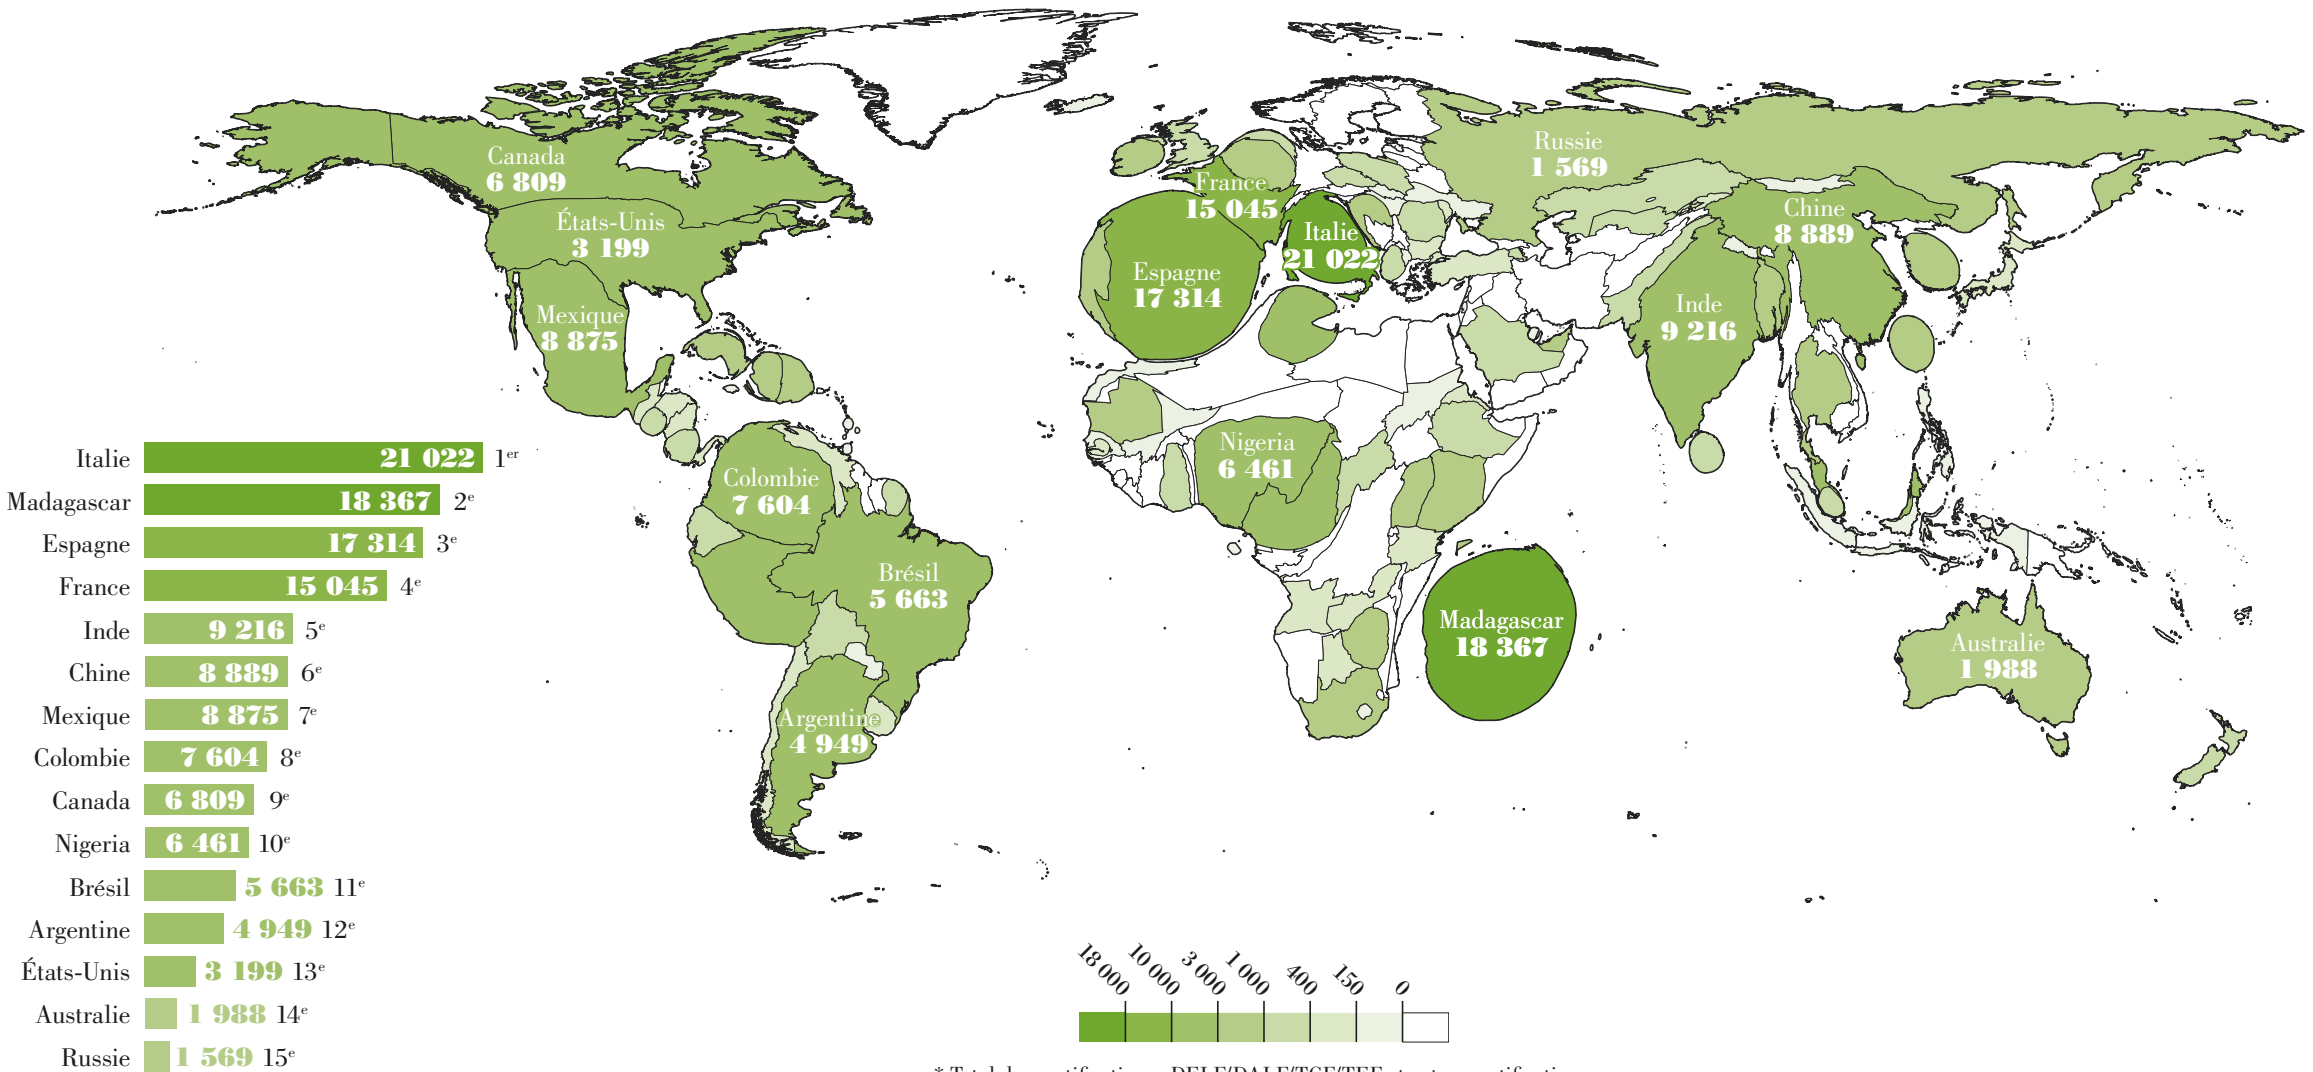 Canada
6 809
États-Unis
3 199
Mexique
8 875
Colombie
7 604
Brésil
5 663
Argentine
4 949
France
15 045
Espagne
17 314
Italie
21 022
Nigeria
6 461
Madagascar
18 367
Russie
1 569
Chine
8 889
Inde
9 216
Australie
1 988
Italie 21 022 1er
Madagascar 18 367 2e
Espagne 17 314 3e
France 15 045 4e
Inde 9 216 5e
Chine 8 889 6e
Mexique 8 875 7e
Colombie 7 604 8e
Canada 6 809 9e
Nigeria 6 461 10e
Brésil 5 663 11e
Argentine 4 949 12e
États-Unis 3 199 13e
Australie 1 988 14e
Russie 1 569 15e
18 000 10 000 3 000 1 000 400 150 0